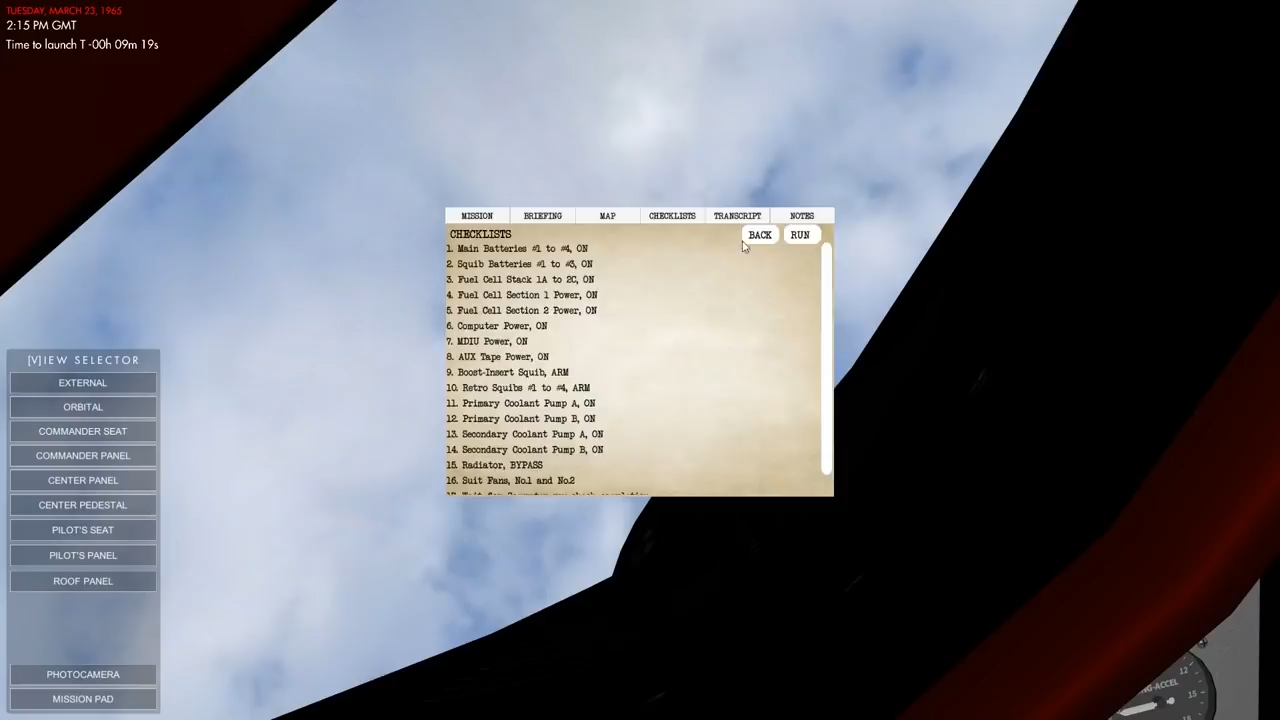 TUESDAY, MARCH 23, 1965
2:15 PM GMT
Time to launch T -00h 09m 19s
MISSION BRIEFING MAP CHECKLISTS TRANSCRIPT NOTES
CHECKLISTS BACK RUN
1. Main Batteries #1 to #4, ON
2. Squib Batteries #1 to #3, ON
3. Fuel Cell Stack 1A to 2C, ON
4. Fuel Cell Section 1 Power, ON
5. Fuel Cell Section 2 Power, ON
6. Computer Power, ON
7. MDIU Power, ON
8. AUX Tape Power, ON
9. Boost-Insert Squib, ARM
10. Retro Squibs #1 to #4, ARM
11. Primary Coolant Pump A, ON
12. Primary Coolant Pump B, ON
13. Secondary Coolant Pump A, ON
14. Secondary Coolant Pump B, ON
15. Radiator, BYPASS
16. Suit Fans, No.1 and No.2
[V]IEW SELECTOR
EXTERNAL
ORBITAL
COMMANDER SEAT
COMMANDER PANEL
CENTER PANEL
CENTER PEDESTAL
PILOT'S SEAT
PILOT'S PANEL
ROOF PANEL
PHOTOCAMERA
MISSION PAD
12
-ACCEL
15